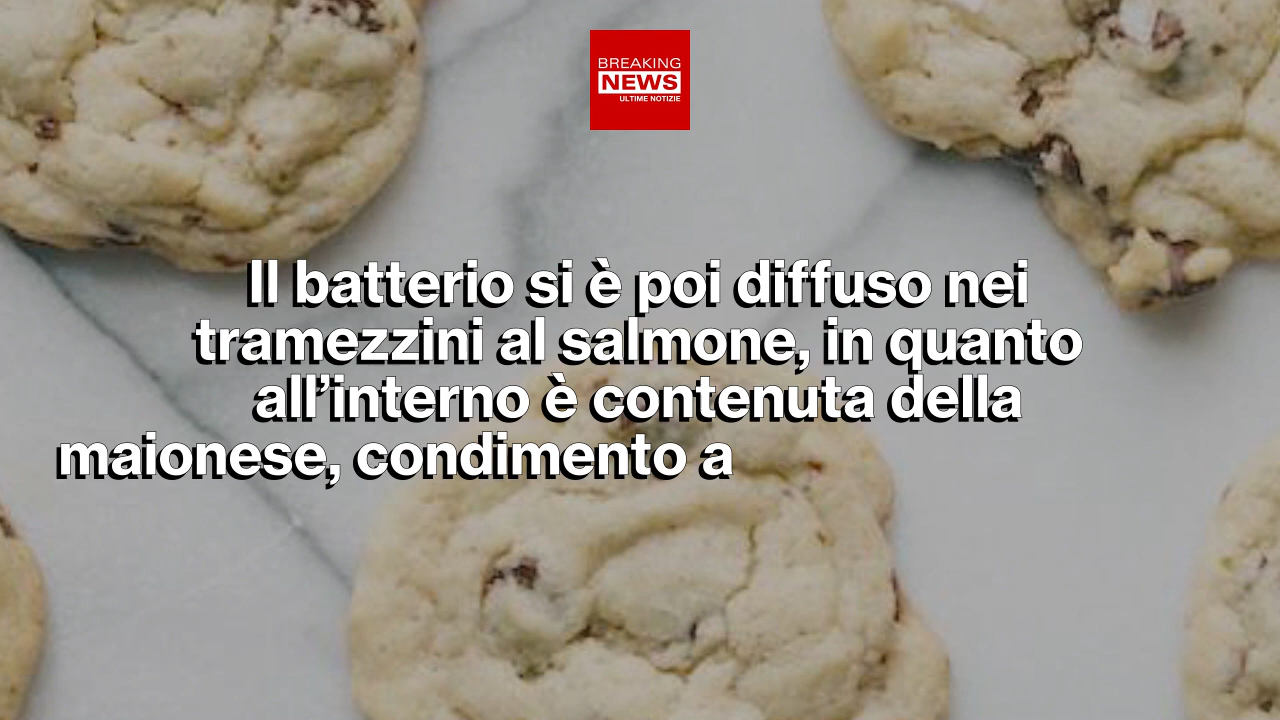 BREAKING
NEWS
ULTIME NOTIZIE
Il batterio si è poi diffuso nei
tramezzini al salmone, in quanto
all’interno è contenuta della
maionese, condimento a